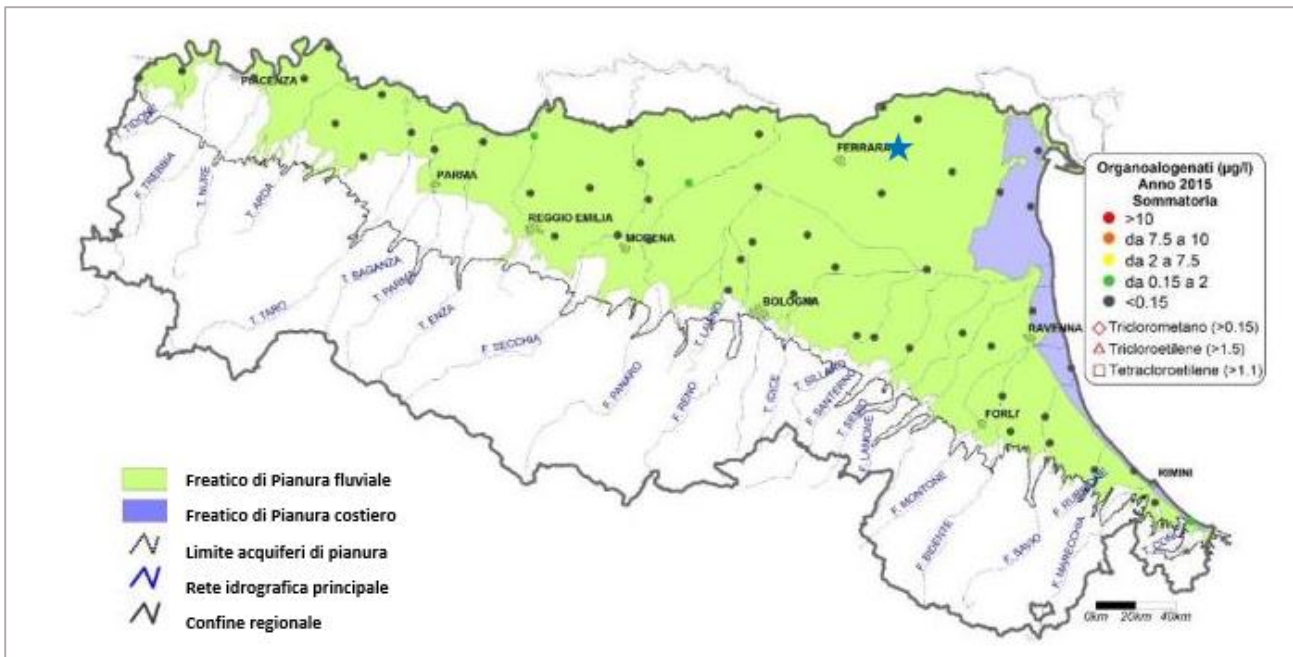 PIACENZA
FERRARA
PARMA
REGGIO EMILIA
MODENA
BOLOGNA
RAVENNA
FORLI'
RIMINI
T. TIDONE
F. TREBBIA
T. NURE
T. ARDA
T. TARO
T. BAGANZA
T. PARMA
T. ENZA
F. SECCHIA
F. PANARO
F. RENO
T. IDICE
T. SILLARO
F. SANTERNO
T. SENIO
F. LAMONE
F. MONTONE
F. BIDENTE
F. SAVIO
F. MARECCHIA
Organoalogenati (µg/l)
Anno 2015
Sommatoria
>10
da 7.5 a 10
da 2 a 7.5
da 0.15 a 2
<0.15
Triclorometano (>0.15)
Tricloroetilene (>1.5)
Tetracloroetilene (>1.1)
Freatico di Pianura fluviale
Freatico di Pianura costiero
Limite acquiferi di pianura
Rete idrografica principale
Confine regionale
0km 20km 40km